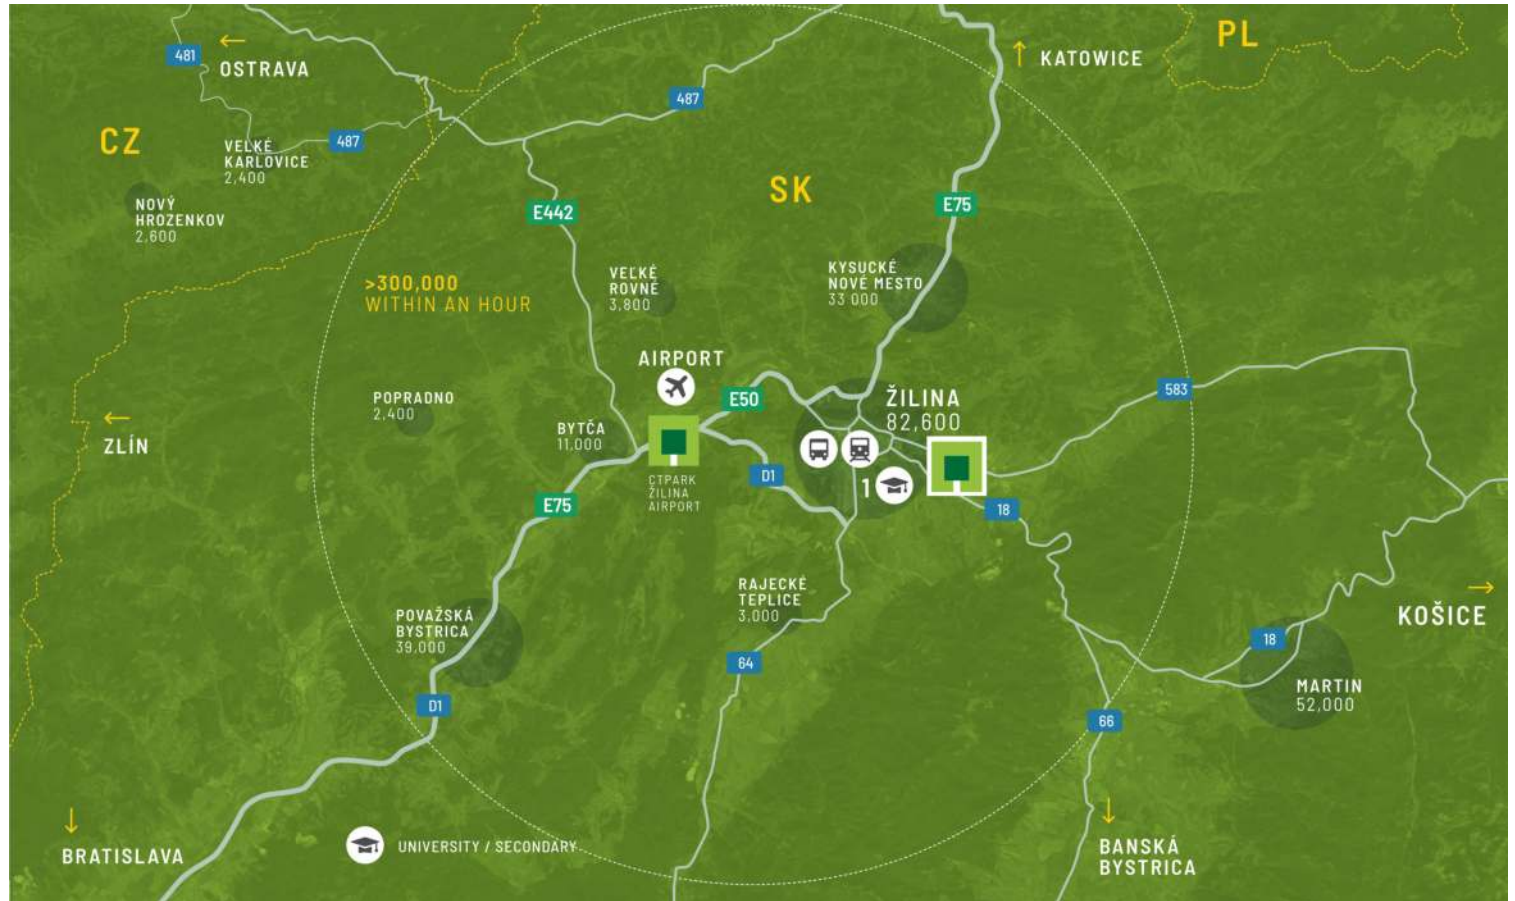 PL
481
←
OSTRAVA
↑
KATOWICE
487
CZ
487
VELKÉ
KARLOVICE
2,400
SK
NOVÝ
HROZENKOV
2,600
E442
E75
>300,000
WITHIN AN HOUR
VEĽKÉ
ROVNÉ
3,800
KYSUCKÉ
NOVÉ MESTO
33 000
AIRPORT
POPRADNO
2,400
E50
ŽILINA
82,600
583
←
ZLÍN
BYTČA
11,000
CTPARK
ŽILINA
AIRPORT
D1
1
18
E75
RAJECKÉ
TEPLICE
3,000
→
KOŠICE
POVAŽSKÁ
BYSTRICA
39,000
18
64
MARTIN
52,000
D1
66
↓
BRATISLAVA
UNIVERSITY / SECONDARY
↓
BANSKÁ
BYSTRICA